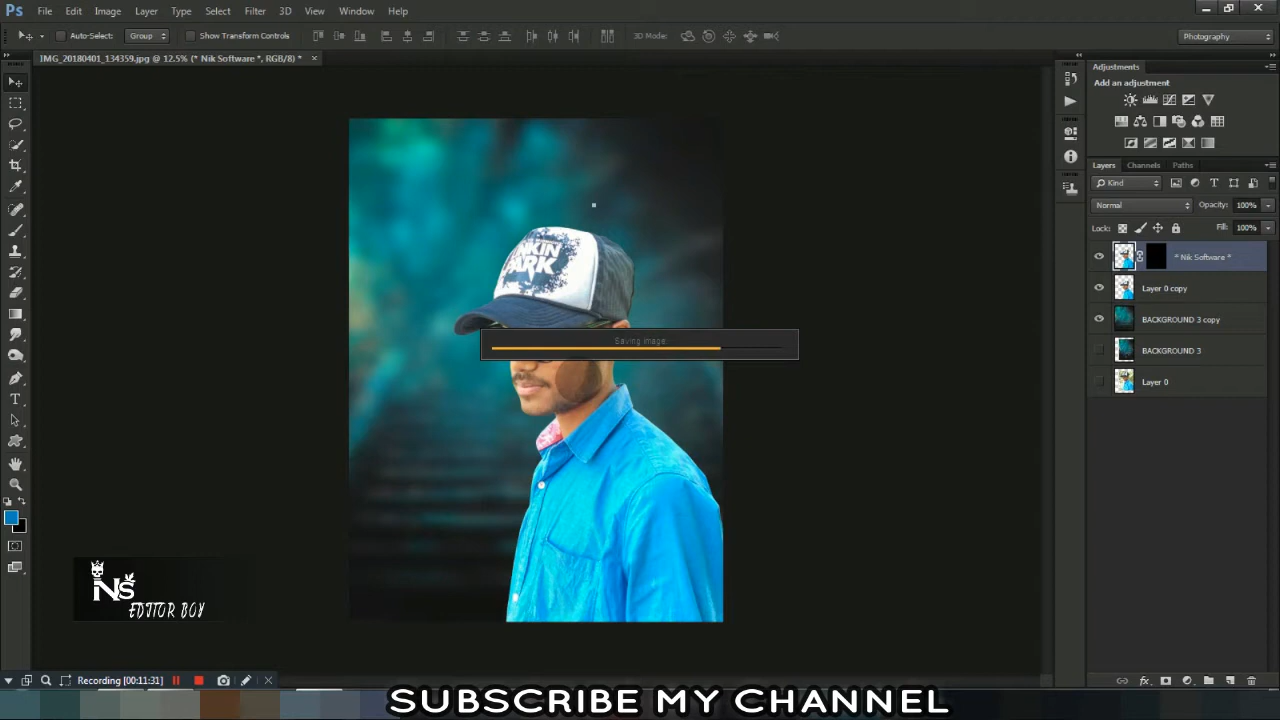 Ps File Edit Image Layer Type Select Filter 3D View Window Help
Auto-Select: Group Show Transform Controls 3D Mode: Photography
IMG_20180401_134359.jpg @ 12.5% (* Nik Software *, RGB/8) *
Adjustments
Add an adjustment
Layers Channels Paths
Kind
Normal Opacity: 100%
Lock: Fill: 100%
* Nik Software *
Layer 0 copy
BACKGROUND 3 copy
BACKGROUND 3
Layer 0
PARK
Saving image:
NS
EDITOR BOY
Recording [00:11:31]
SUBSCRIBE MY CHANNEL